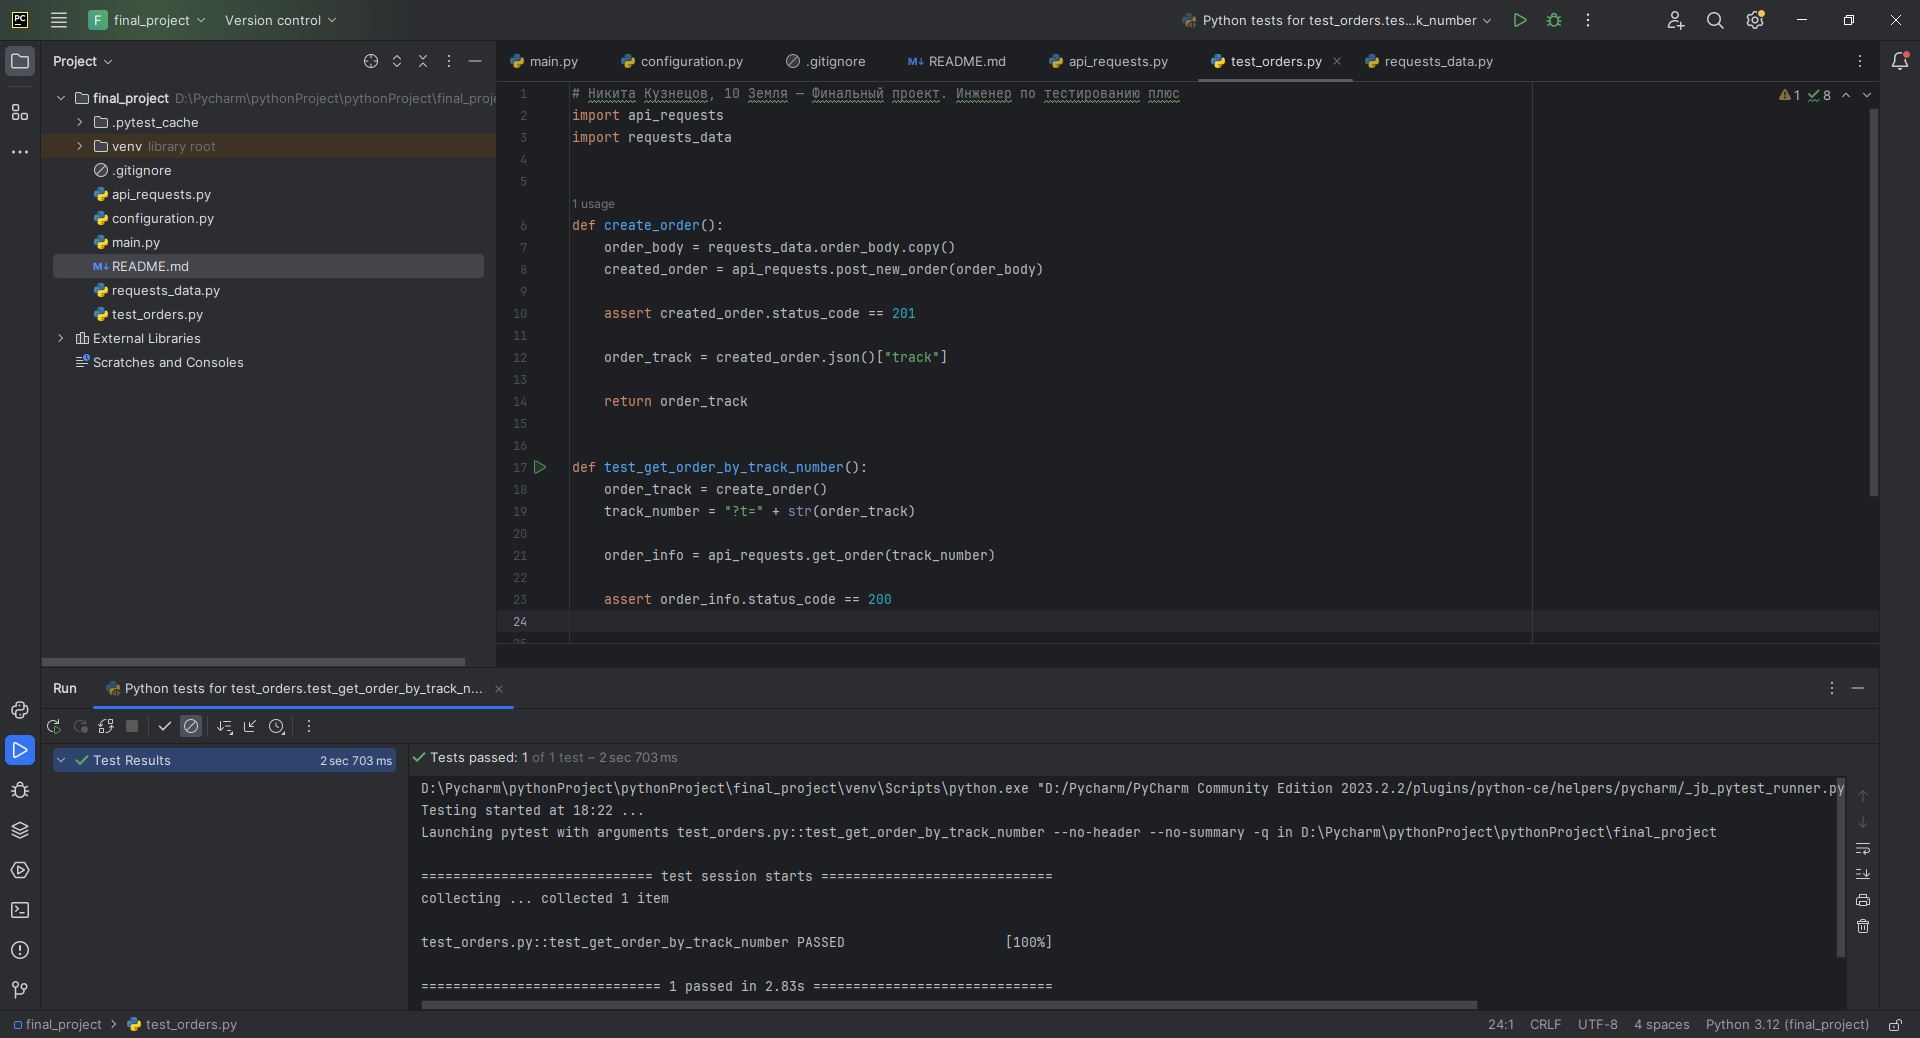 PC F final_project Version control Python tests for test_orders.tes...k_number
Project
main.py configuration.py .gitignore M↓ README.md api_requests.py test_orders.py requests_data.py
final_project D:\Pycharm\pythonProject\pythonProject\final_proje
.pytest_cache
venv library root
.gitignore
api_requests.py
configuration.py
main.py
M↓ README.md
requests_data.py
test_orders.py
External Libraries
Scratches and Consoles
1 # Никита Кузнецов, 10 Земля — Финальный проект. Инженер по тестированию плюс
1 8
2 import api_requests
3 import requests_data
4
5
1 usage
6 def create_order():
7 order_body = requests_data.order_body.copy()
8 created_order = api_requests.post_new_order(order_body)
9
10 assert created_order.status_code == 201
11
12 order_track = created_order.json()["track"]
13
14 return order_track
15
16
17 def test_get_order_by_track_number():
18 order_track = create_order()
19 track_number = "?t=" + str(order_track)
20
21 order_info = api_requests.get_order(track_number)
22
23 assert order_info.status_code == 200
24
25
Run Python tests for test_orders.test_get_order_by_track_n...
Test Results 2 sec 703 ms
Tests passed: 1 of 1 test – 2 sec 703 ms
D:\Pycharm\pythonProject\pythonProject\final_project\venv\Scripts\python.exe "D:/Pycharm/PyCharm Community Edition 2023.2.2/plugins/python-ce/helpers/pycharm/_jb_pytest_runner.py
Testing started at 18:22 ...
Launching pytest with arguments test_orders.py::test_get_order_by_track_number --no-header --no-summary -q in D:\Pycharm\pythonProject\pythonProject\final_project
============================= test session starts =============================
collecting ... collected 1 item
test_orders.py::test_get_order_by_track_number PASSED [100%]
============================== 1 passed in 2.83s ==============================
final_project > test_orders.py
24:1 CRLF UTF-8 4 spaces Python 3.12 (final_project)